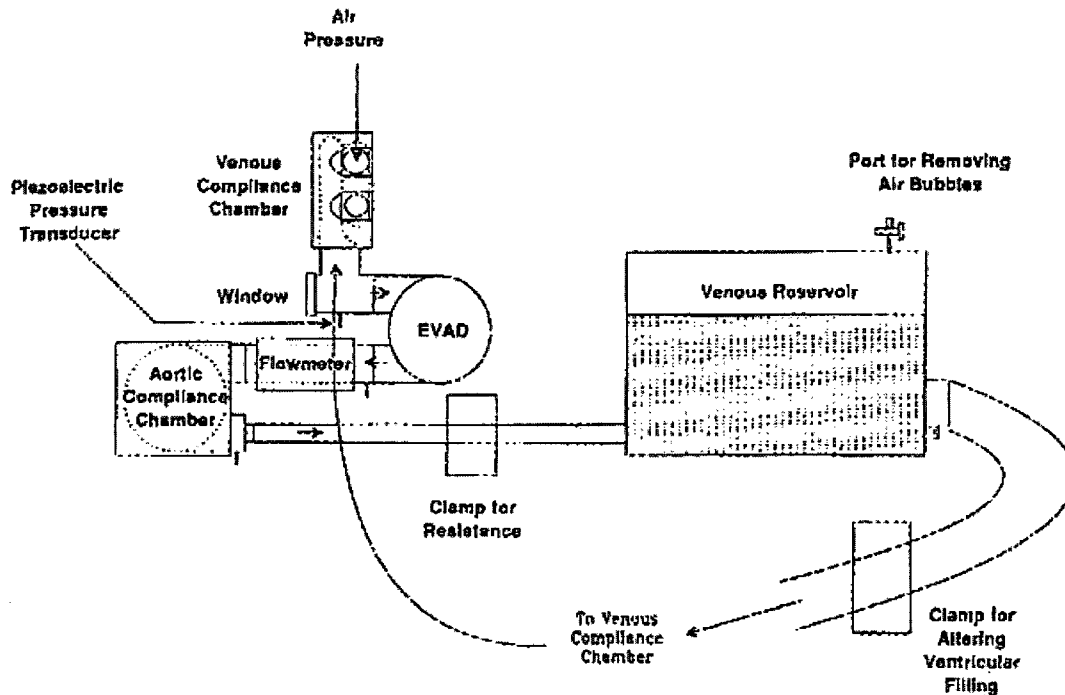 Air
Pressure
Venous
Compliance
Chamber
Piezoelectric
Pressure
Transducer
Port for Removing
Air Bubbles
Window
Venous Reservoir
EVAD
Flowmeter
Aortic
Compliance
Chamber
Clamp for
Resistance
To Venous
Compliance
Chamber
Clamp for
Altering
Ventricular
Filling